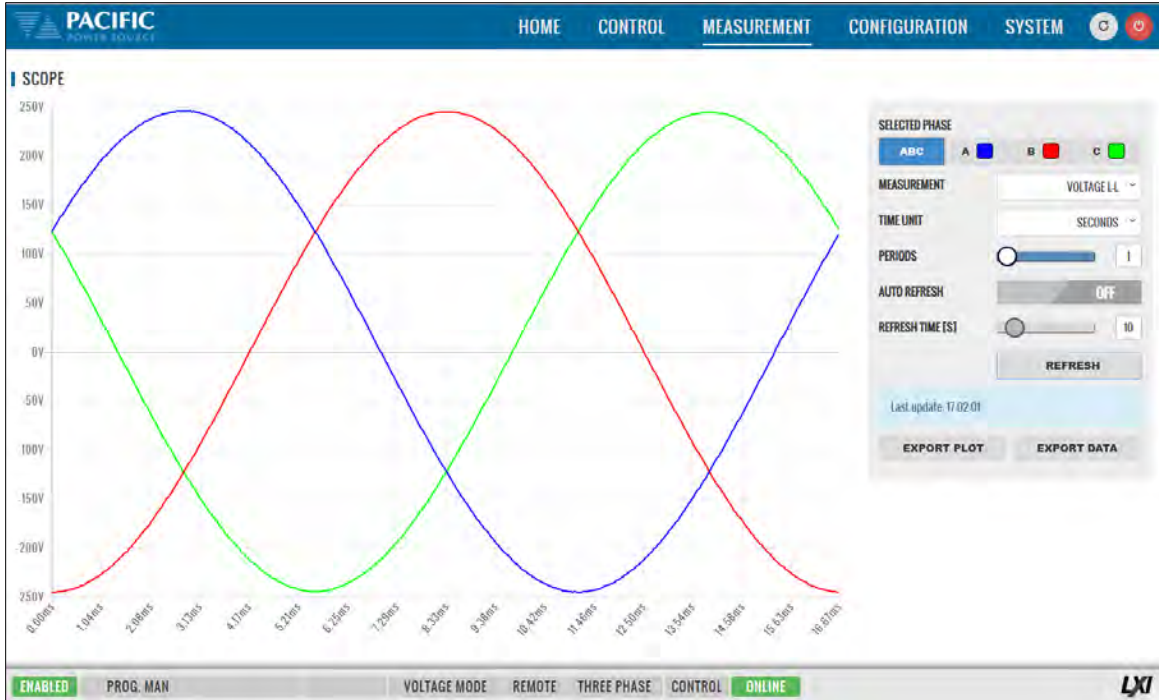 PACIFIC
POWER SOURCE
HOME CONTROL MEASUREMENT CONFIGURATION SYSTEM
SCOPE
250V
200V
150V
100V
50V
0V
-50V
100V
150V
-200V
250V
0.00ms 1.04ms 2.08ms 3.13ms 4.17ms 5.21ms 6.25ms 7.29ms 8.33ms 9.38ms 10.42ms 11.46ms 12.50ms 13.54ms 14.58ms 15.63ms 16.67ms
SELECTED PHASE
ABC A B C
MEASUREMENT VOLTAGE L-L
TIME UNIT SECONDS
PERIODS 1
AUTO REFRESH OFF
REFRESH TIME [S] 10
REFRESH
Last update: 17:02:01
EXPORT PLOT EXPORT DATA
ENABLED PROG. MAN VOLTAGE MODE REMOTE THREE PHASE CONTROL ONLINE LXI